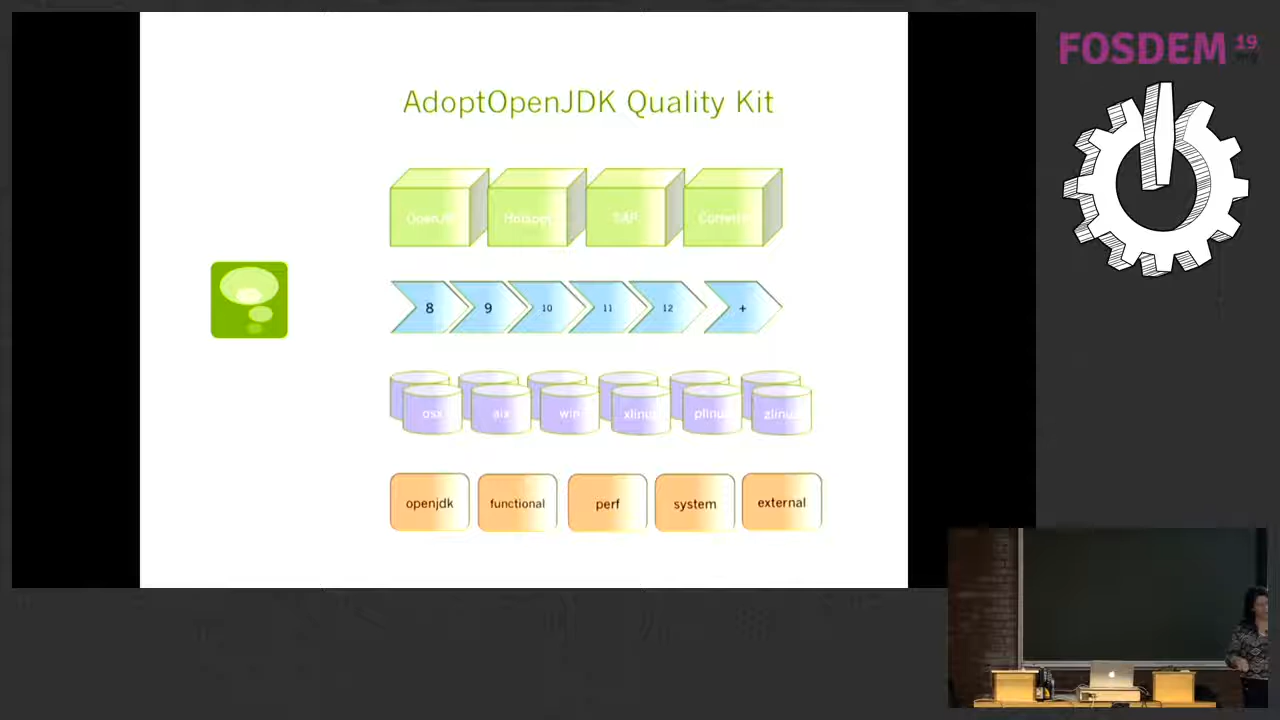 FOSDEM 19
AdoptOpenJDK Quality Kit
Hotspot SAP
8 9 10 11 12 +
osx aix win xlinux plinux zlinux
openjdk functional perf system external